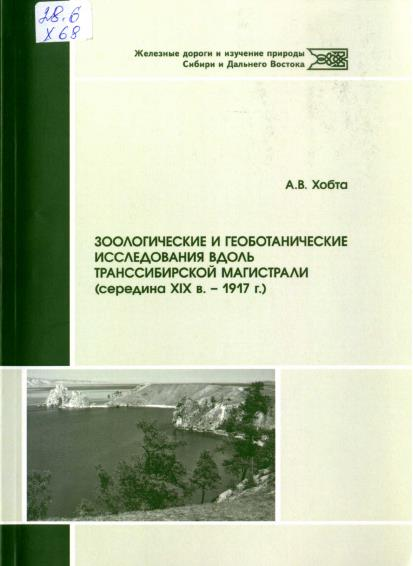 28.6
Х68
Железные дороги и изучение природы
Сибири и Дальнего Востока
А.В. Хобта
ЗООЛОГИЧЕСКИЕ И ГЕОБОТАНИЧЕСКИЕ
ИССЛЕДОВАНИЯ ВДОЛЬ
ТРАНССИБИРСКОЙ МАГИСТРАЛИ
(середина XIX в. – 1917 г.)